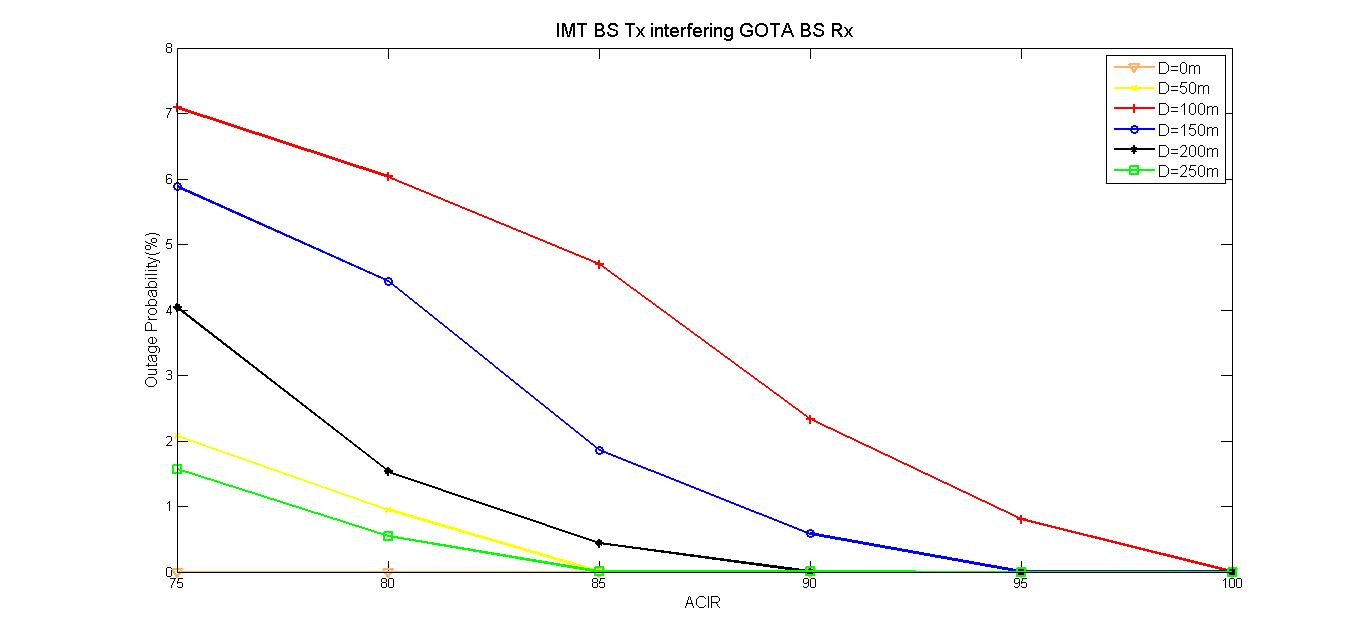 IMT BS Tx interfering GOTA BS Rx
D=0m
D=50m
D=100m
D=150m
D=200m
D=250m
8
7
6
5
4
3
2
1
0
Outage Probability(%)
75 80 85 90 95 100
ACIR